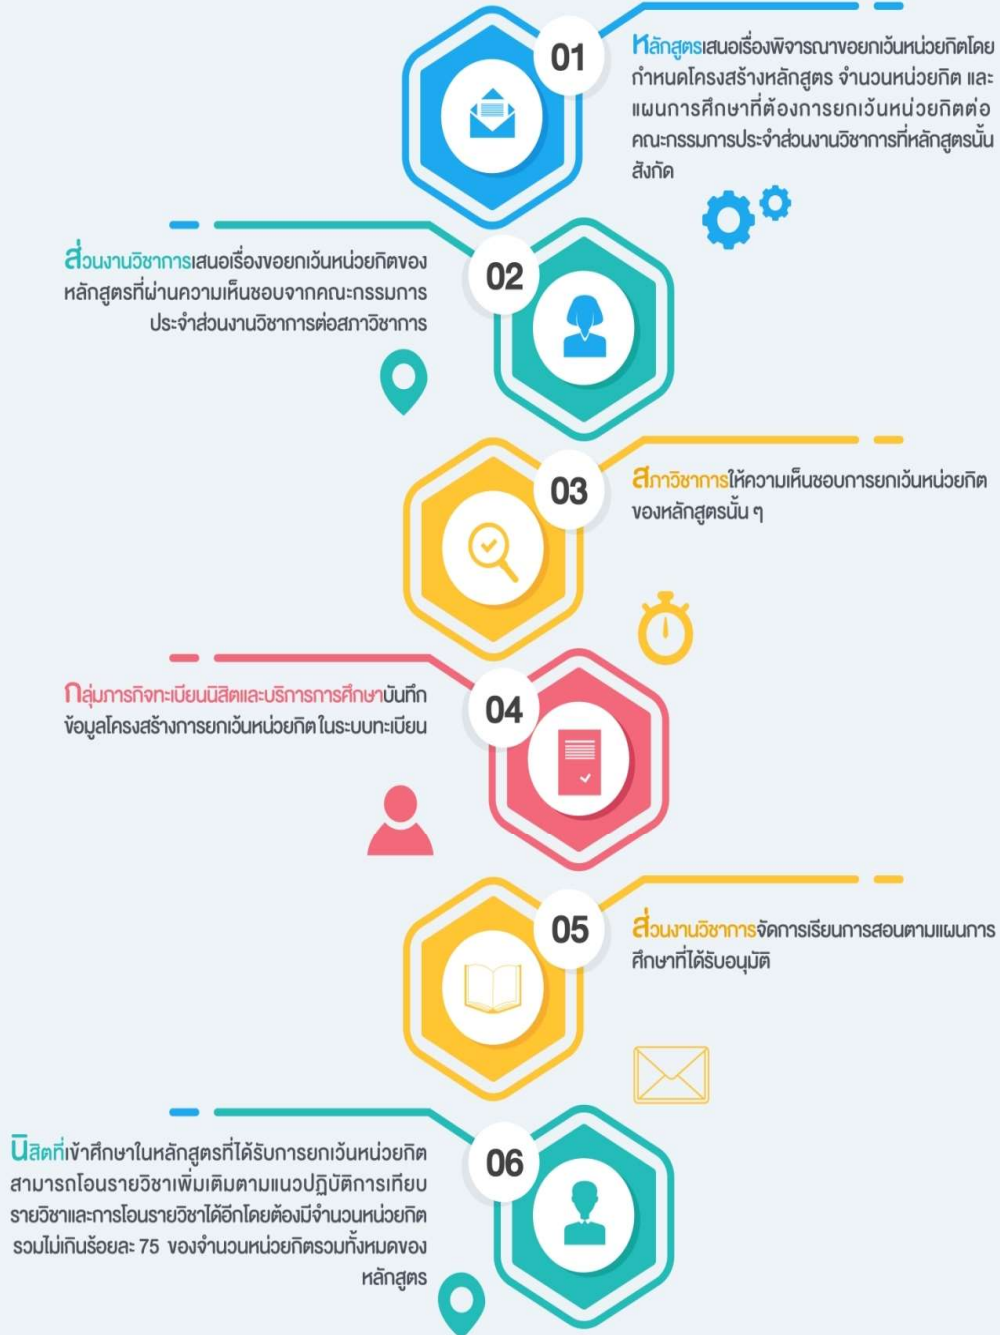 01
หลักสูตรเสนอเรื่องพิจารณาขอยกเว้นหน่วยกิตโดย
กำหนดโครงสร้างหลักสูตร จำนวนหน่วยกิต และ
แผนการศึกษาที่ต้องการยกเว้นหน่วยกิตต่อ
คณะกรรมการประจำส่วนงานวิชาการที่หลักสูตรนั้น
สังกัด
02
ส่วนงานวิชาการเสนอเรื่องขอยกเว้นหน่วยกิตของ
หลักสูตรที่ผ่านความเห็นชอบจากคณะกรรมการ
ประจำส่วนงานวิชาการต่อสภาวิชาการ
03
สภาวิชาการให้ความเห็นชอบการยกเว้นหน่วยกิต
ของหลักสูตรนั้น ๆ
04
กลุ่มภารกิจทะเบียนนิสิตและบริการการศึกษาบันทึก
ข้อมูลโครงสร้างการยกเว้นหน่วยกิตในระบบทะเบียน
05
ส่วนงานวิชาการจัดการเรียนการสอนตามแผนการ
ศึกษาที่ได้รับอนุมัติ
06
นิสิตที่เข้าศึกษาในหลักสูตรที่ได้รับการยกเว้นหน่วยกิต
สามารถโอนรายวิชาเพิ่มเติมตามแนวปฏิบัติการเทียบ
รายวิชาและการโอนรายวิชาได้อีกโดยต้องมีจำนวนหน่วยกิต
รวมไม่เกินร้อยละ 75 ของจำนวนหน่วยกิตรวมทั้งหมดของ
หลักสูตร